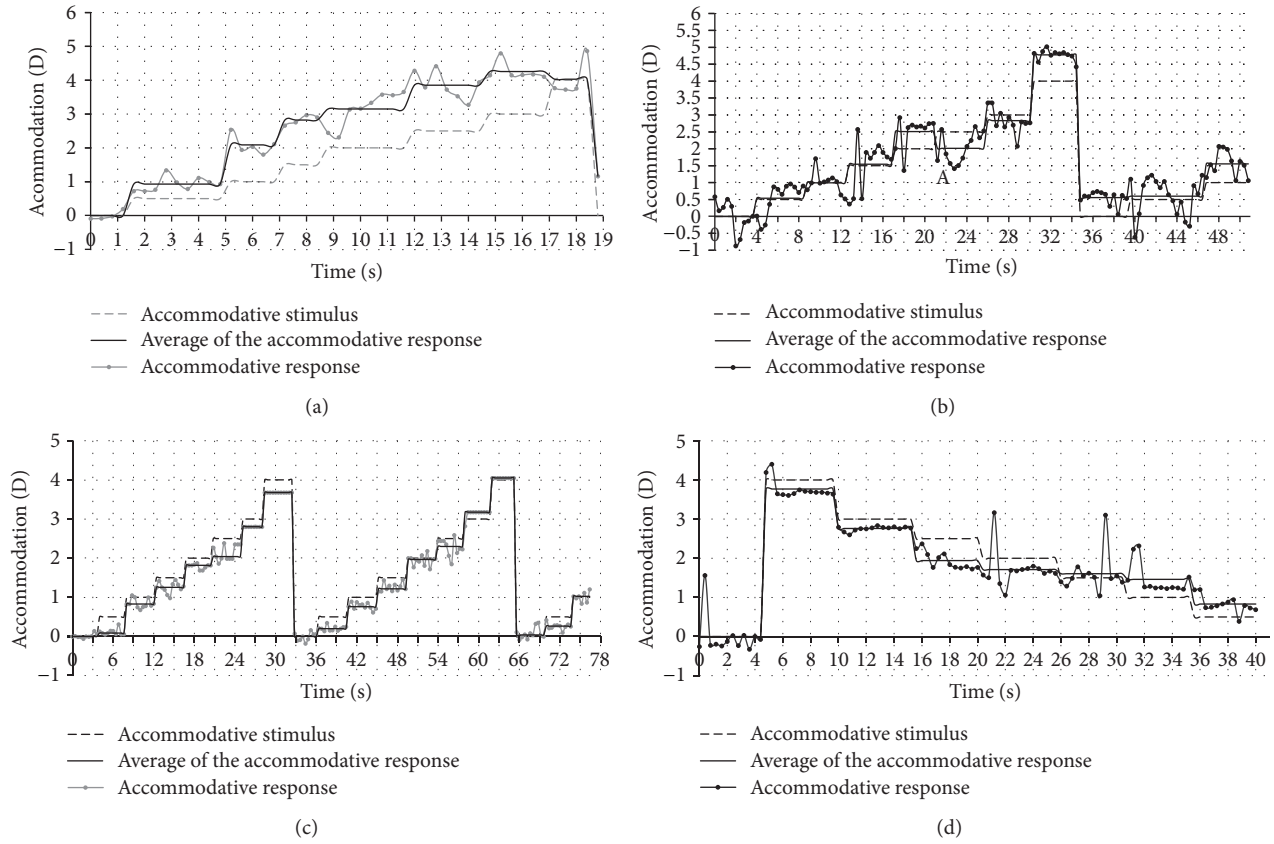 6
5
4
3
2
1
0
−1
Accommodation (D)
0 1 2 3 4 5 6 7 8 9 10 11 12 13 14 15 16 17 18 19
Time (s)
Accommodative stimulus
Average of the accommodative response
Accommodative response
(a)
6
5.5
5
4.5
4
3.5
3
2.5
2
1.5
1
0.5
0
−0.5
−1
Accommodation (D)
A
0 4 8 12 16 20 24 28 32 36 40 44 48
Time (s)
Accommodative stimulus
Average of the accommodative response
Accommodative response
(b)
5
4
3
2
1
0
−1
Accommodation (D)
0 6 12 18 24 30 36 42 48 54 60 66 72 78
Time (s)
Accommodative stimulus
Average of the accommodative response
Accommodative response
(c)
5
4
3
2
1
0
−1
Accommodation (D)
0 2 4 6 8 10 12 14 16 18 20 22 24 26 28 30 32 34 36 38 40
Time (s)
Accommodative stimulus
Average of the accommodative response
Accommodative response
(d)